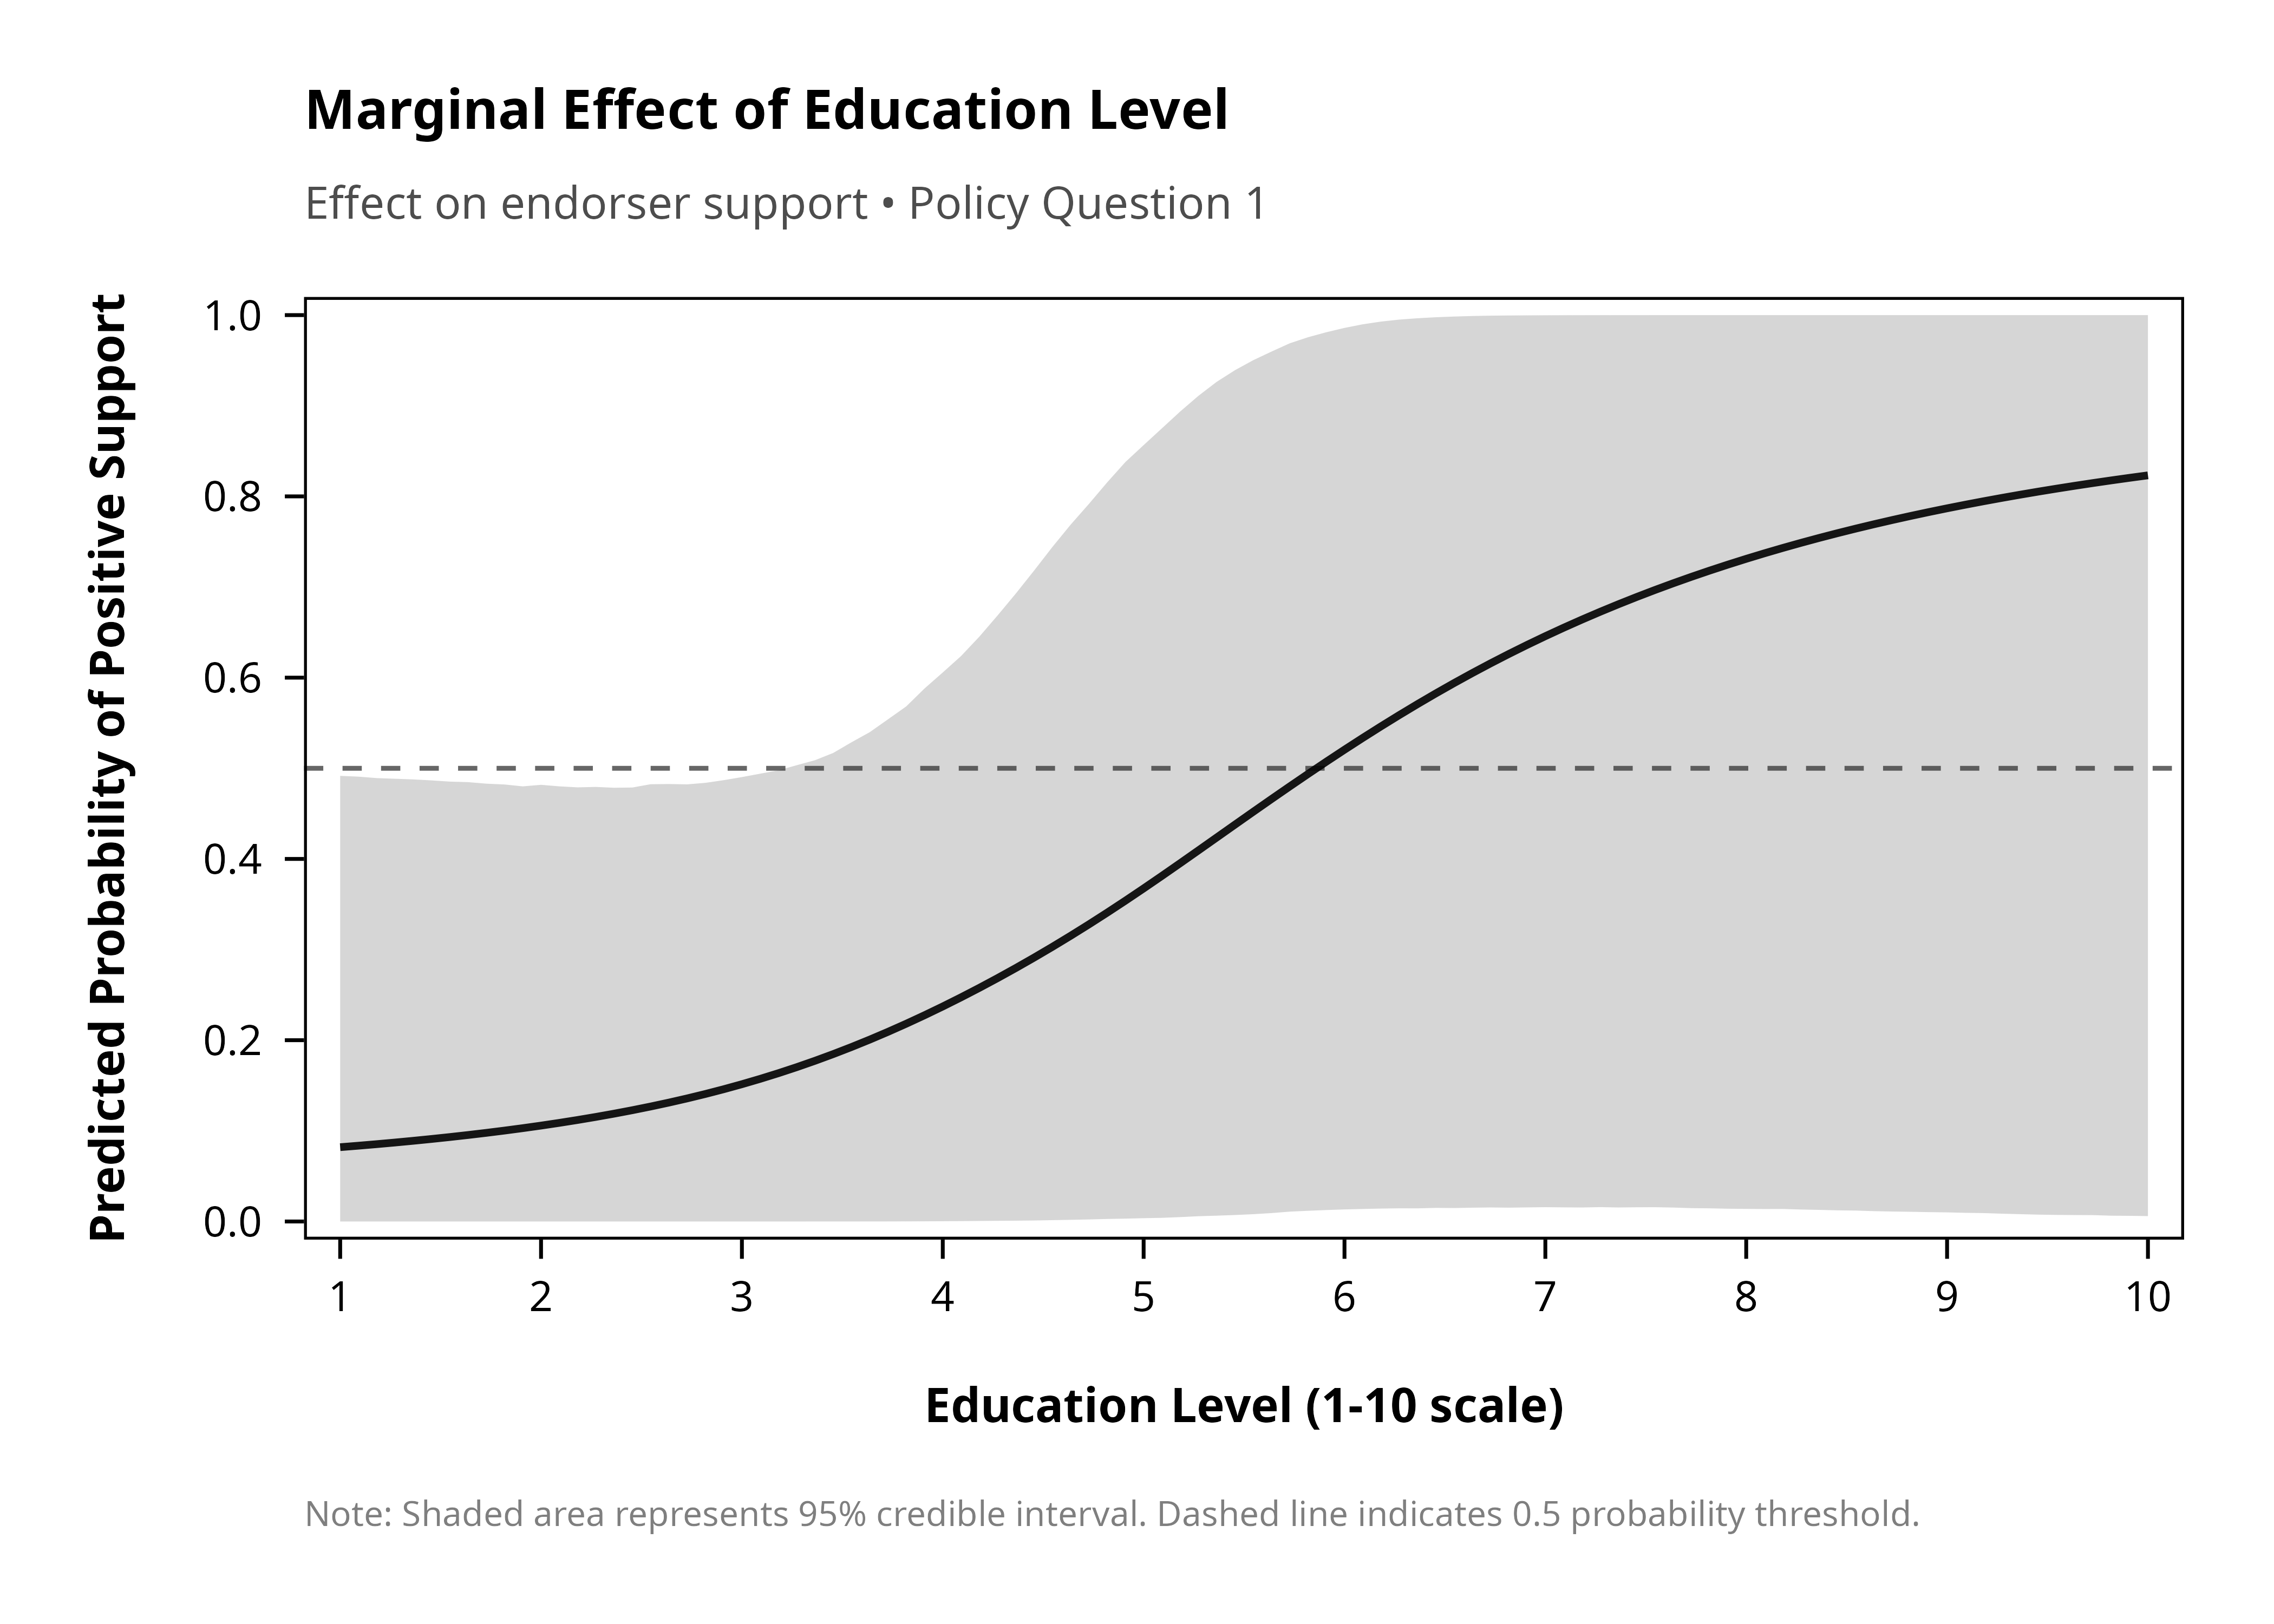 Marginal Effect of Education Level
Effect on endorser support • Policy Question 1
Predicted Probability of Positive Support
1.0
0.8
0.6
0.4
0.2
0.0
1 2 3 4 5 6 7 8 9 10
Education Level (1-10 scale)
Note: Shaded area represents 95% credible interval. Dashed line indicates 0.5 probability threshold.